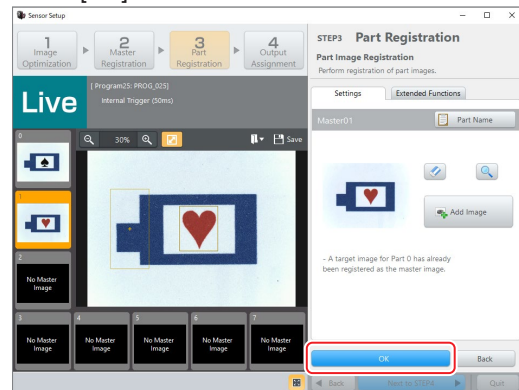 Sensor Setup
1
Image
Optimization
2
Master
Registration
3
Part
Registration
4
Output
Assignment
STEP3 Part Registration
Part Image Registration
Perform registration of part images.
Live
[ Program25: PROG_025]
Internal Trigger (50ms)
Settings
Extended Functions
Master01
Part Name
30%
Save
0
1
2
No Master
Image
3
No Master
Image
4
No Master
Image
5
No Master
Image
6
No Master
Image
7
No Master
Image
Add Image
- A target image for Part 0 has already
been registered as the master image.
OK
Back
Back
Next to STEP4
Quit